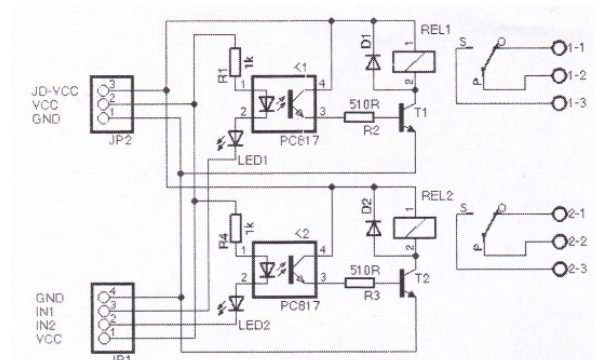 D1
REL1
1
2
R1
1k
K1
4
1
2
3
PC817
510R
R2
T1
LED1
S
O
P
1-1
1-2
1-3
JD-VCC
VCC
GND
3
2
1
JP2
REL2
1
2
D2
R4
1k
K2
4
1
2
3
PC817
510R
R3
T2
LED2
S
O
P
2-1
2-2
2-3
GND
IN1
IN2
VCC
4
3
2
1
JP1